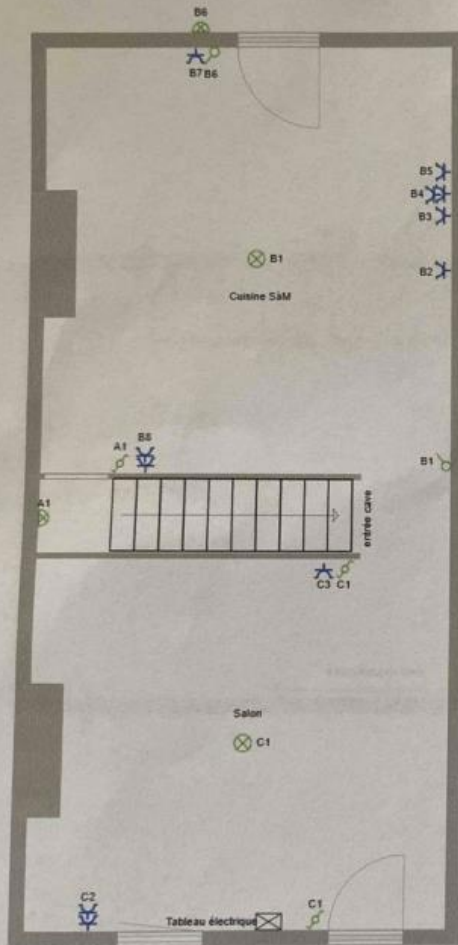 B6
B7 B6
B5
B4
B3
B1
B2
Cuisine SàM
B8
A1
B1
A1
entrée cave
C3 C1
Salon
C1
C2
C1
Tableau électrique